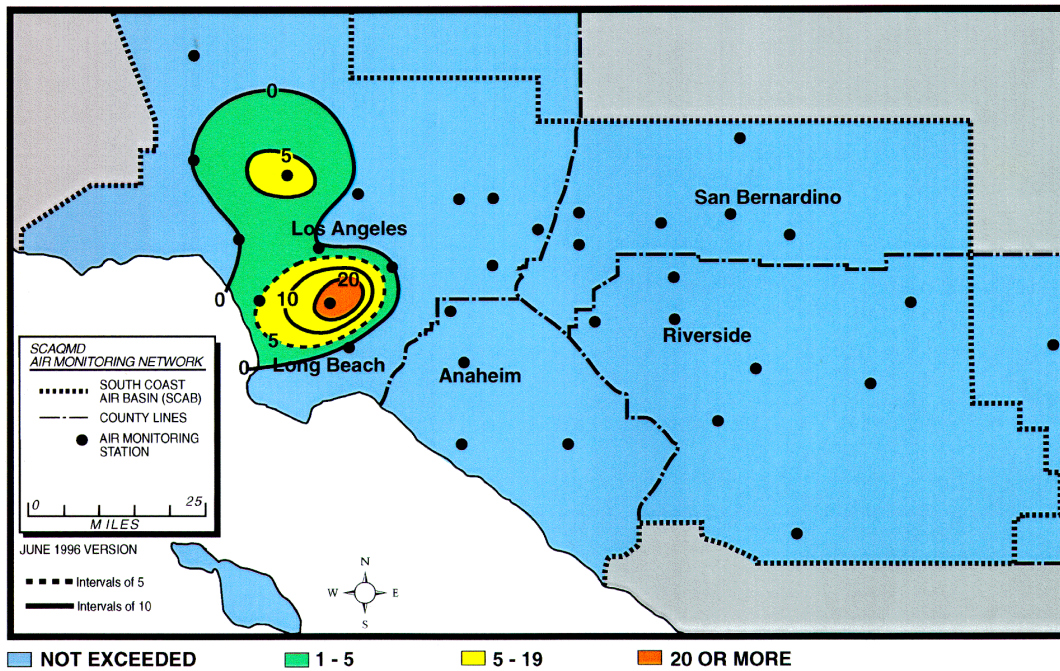 0
5
San Bernardino
Los Angeles
20
10
0
Riverside
5
0
Long Beach
Anaheim
SCAQMD
AIR MONITORING NETWORK
SOUTH COAST
AIR BASIN (SCAB)
COUNTY LINES
AIR MONITORING
STATION
0 25
MILES
JUNE 1996 VERSION
Intervals of 5
Intervals of 10
N
W E
S
NOT EXCEEDED 1 - 5 5 - 19 20 OR MORE